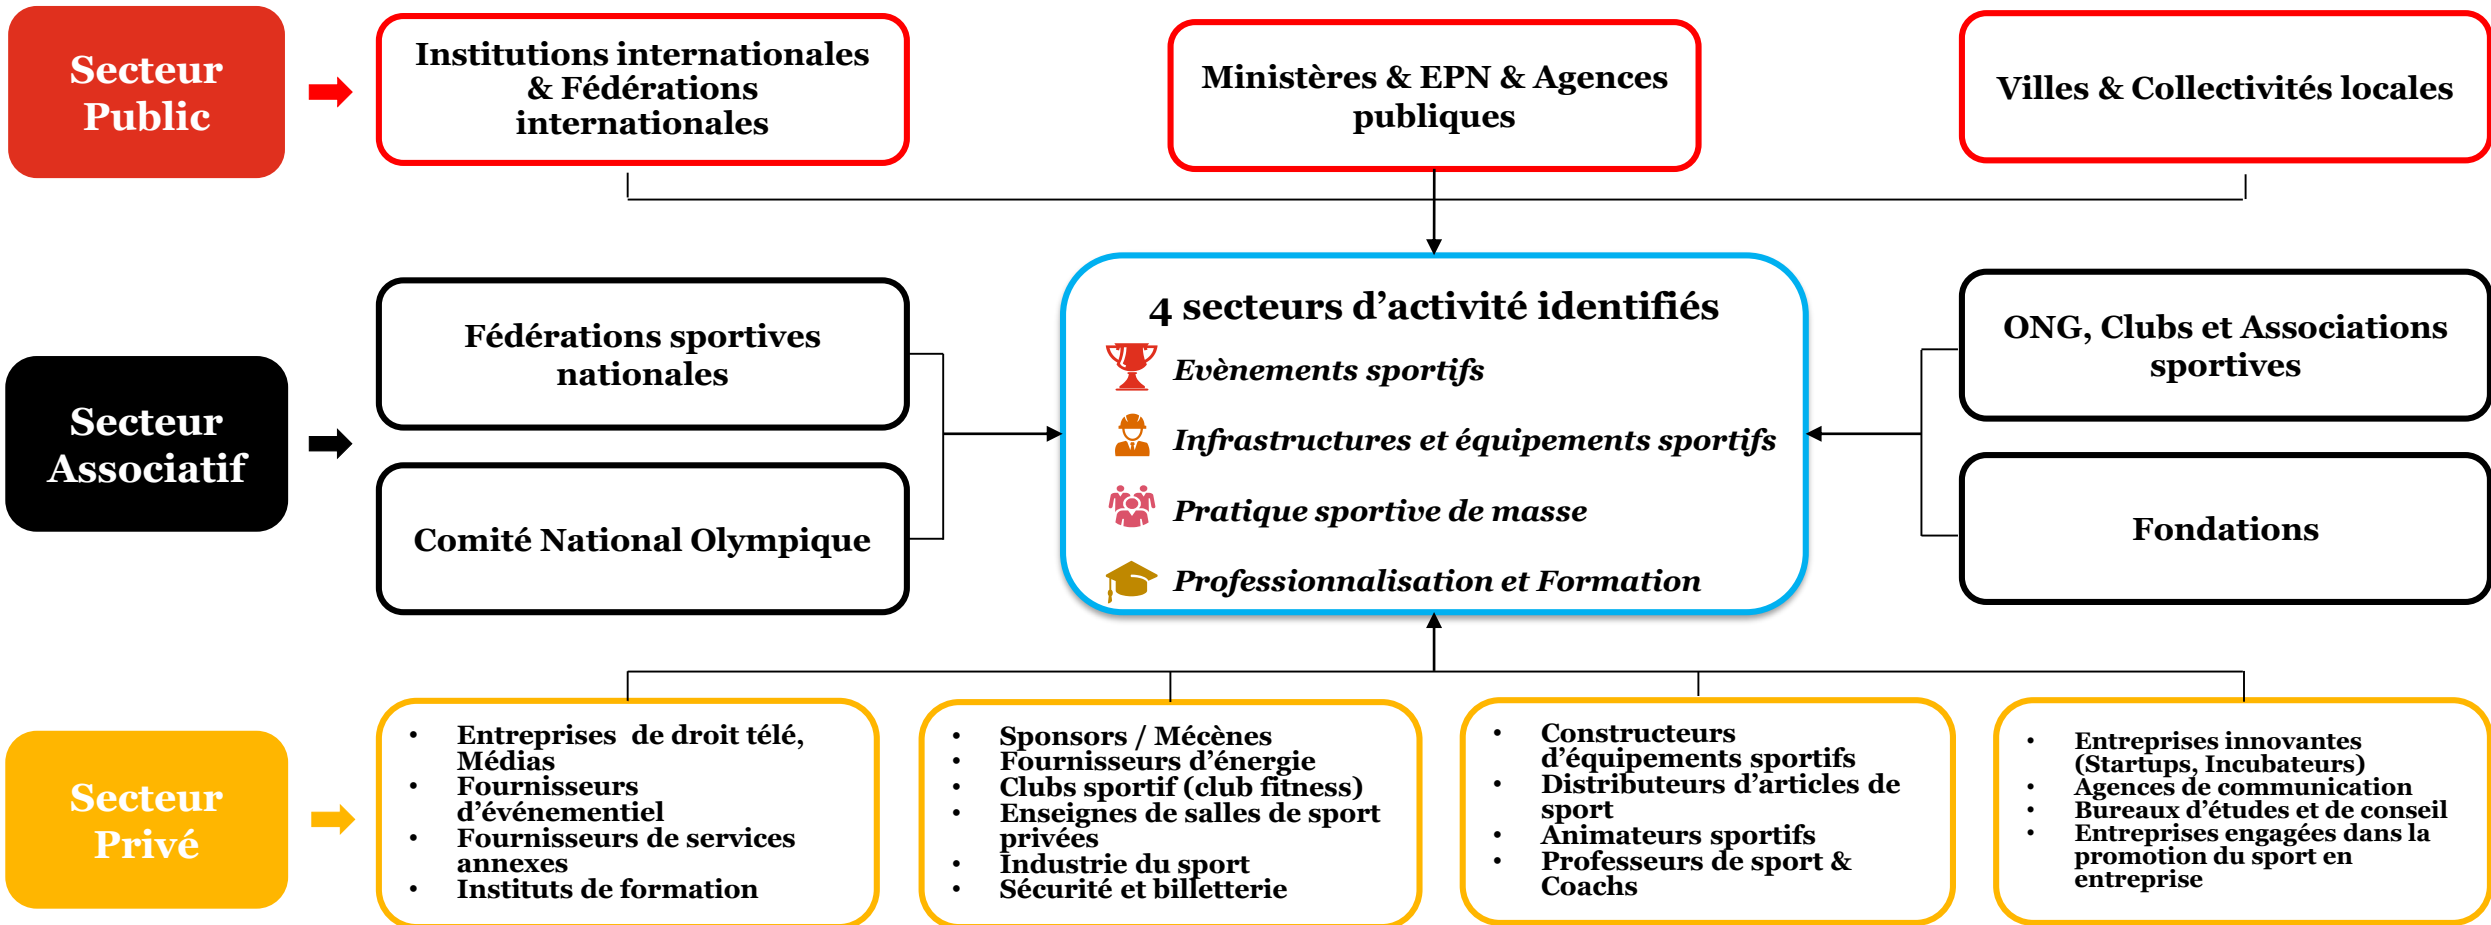 Secteur
Public
Institutions internationales
& Fédérations
internationales
Ministères & EPN & Agences
publiques
Villes & Collectivités locales
Secteur
Associatif
Fédérations sportives
nationales
Comité National Olympique
4 secteurs d’activité identifiés
Evènements sportifs
Infrastructures et équipements sportifs
Pratique sportive de masse
Professionnalisation et Formation
ONG, Clubs et Associations
sportives
Fondations
Secteur
Privé
• Entreprises  de droit télé,
Médias
• Fournisseurs
d’événementiel
• Fournisseurs de services
annexes
• Instituts de formation
• Sponsors / Mécènes
• Fournisseurs d’énergie
• Clubs sportif (club fitness)
• Enseignes de salles de sport
privées
• Industrie du sport
• Sécurité et billetterie
• Constructeurs
d’équipements sportifs
• Distributeurs d’articles de
sport
• Animateurs sportifs
• Professeurs de sport &
Coachs
• Entreprises innovantes
(Startups, Incubateurs)
• Agences de communication
• Bureaux d’études et de conseil
• Entreprises engagées dans la
promotion du sport en
entreprise